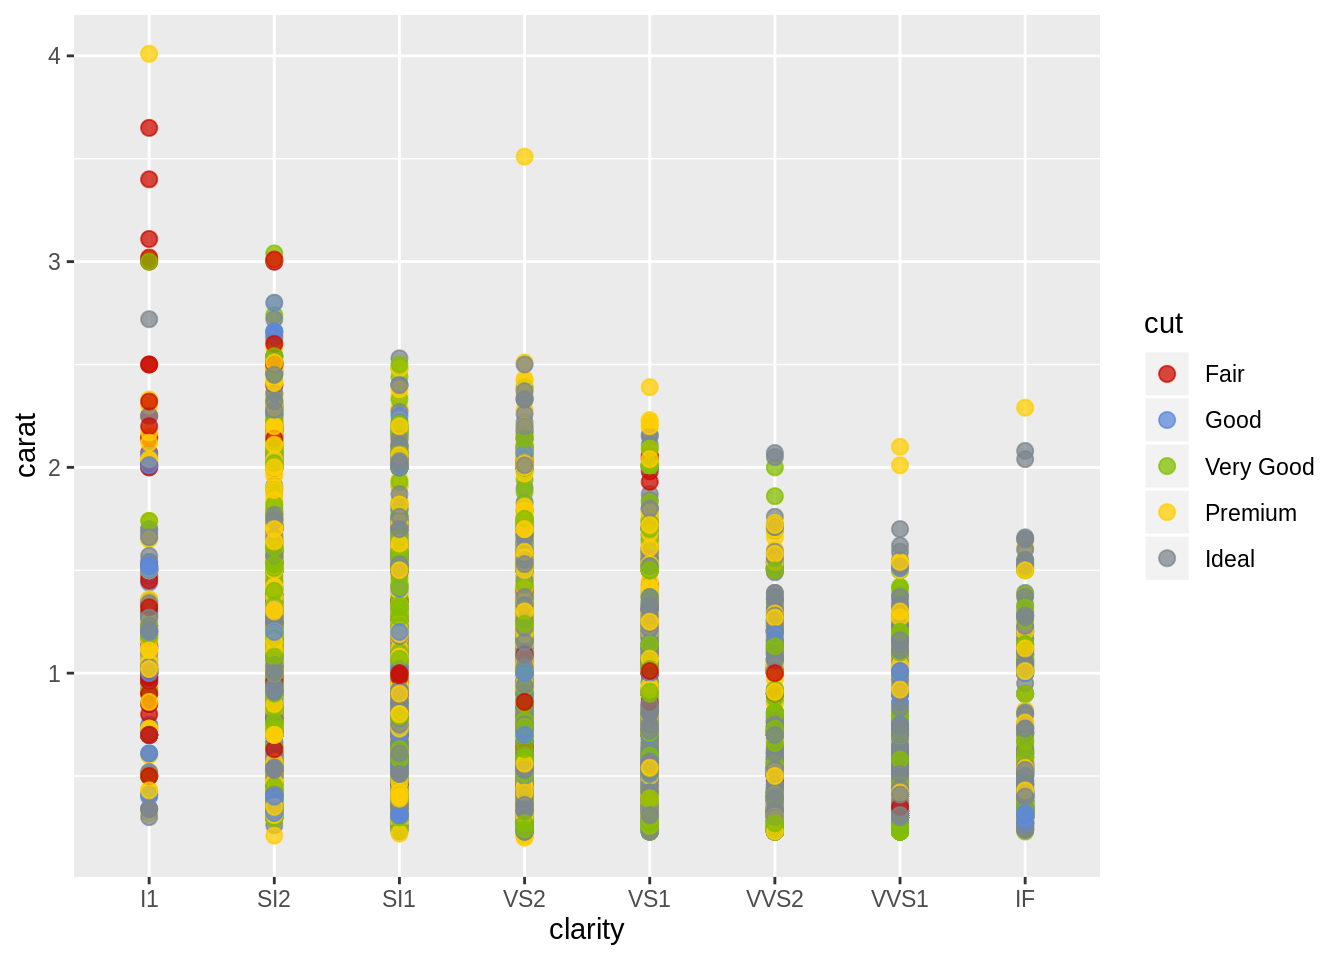 4
3
2
1
carat
I1 SI2 SI1 VS2 VS1 VVS2 VVS1 IF
clarity
cut
Fair
Good
Very Good
Premium
Ideal